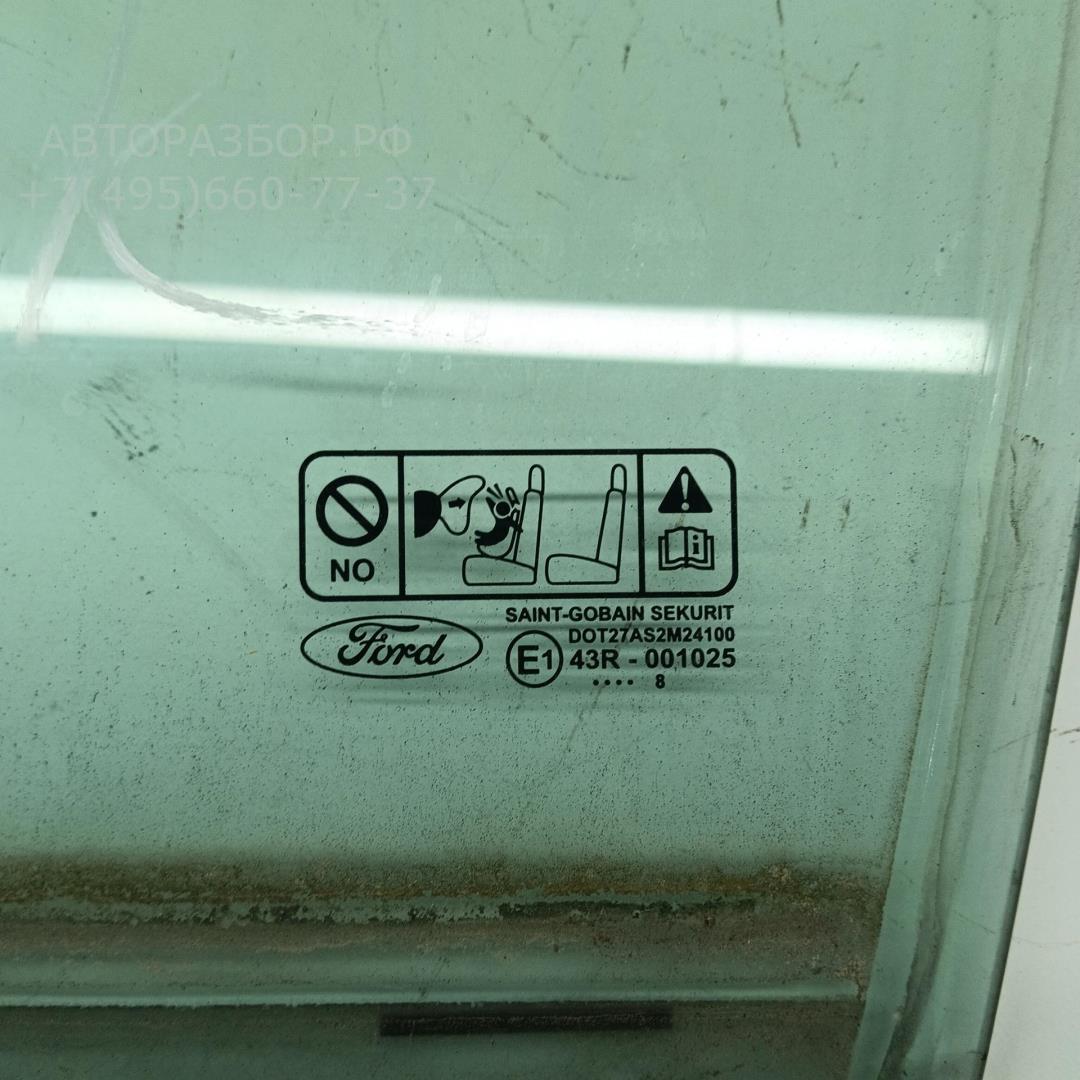 АВТОРАЗБОР.РФ
+7(495)660-77-37
NO
SAINT-GOBAIN SEKURIT
Ford
DOT27AS2M24100
E1 43R - 001025
.... 8